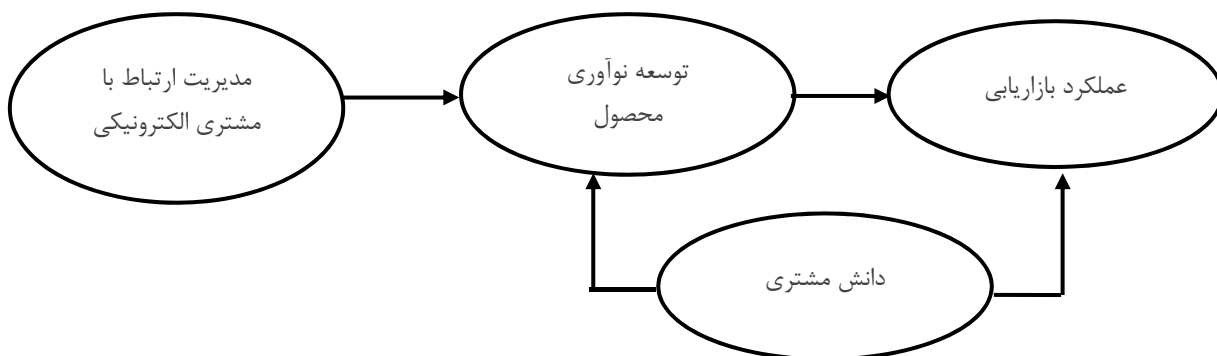 مدیریت ارتباط با
مشتری الکترونیکی
توسعه نوآوری
محصول
عملکرد بازاریابی
دانش مشتری